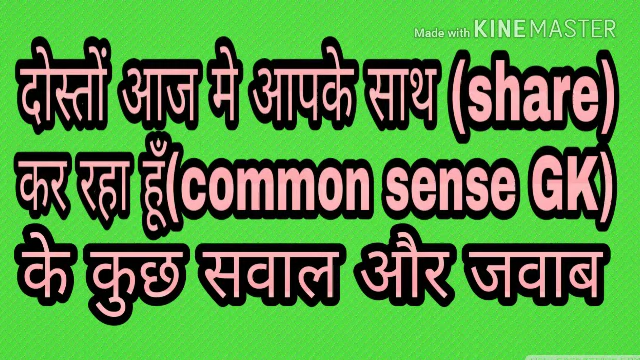 Made with KINEMASTER
दोस्तों आज मे आपके साथ (share)
कर रहा हूँ(common sense GK)
के कुछ सवाल और जवाब